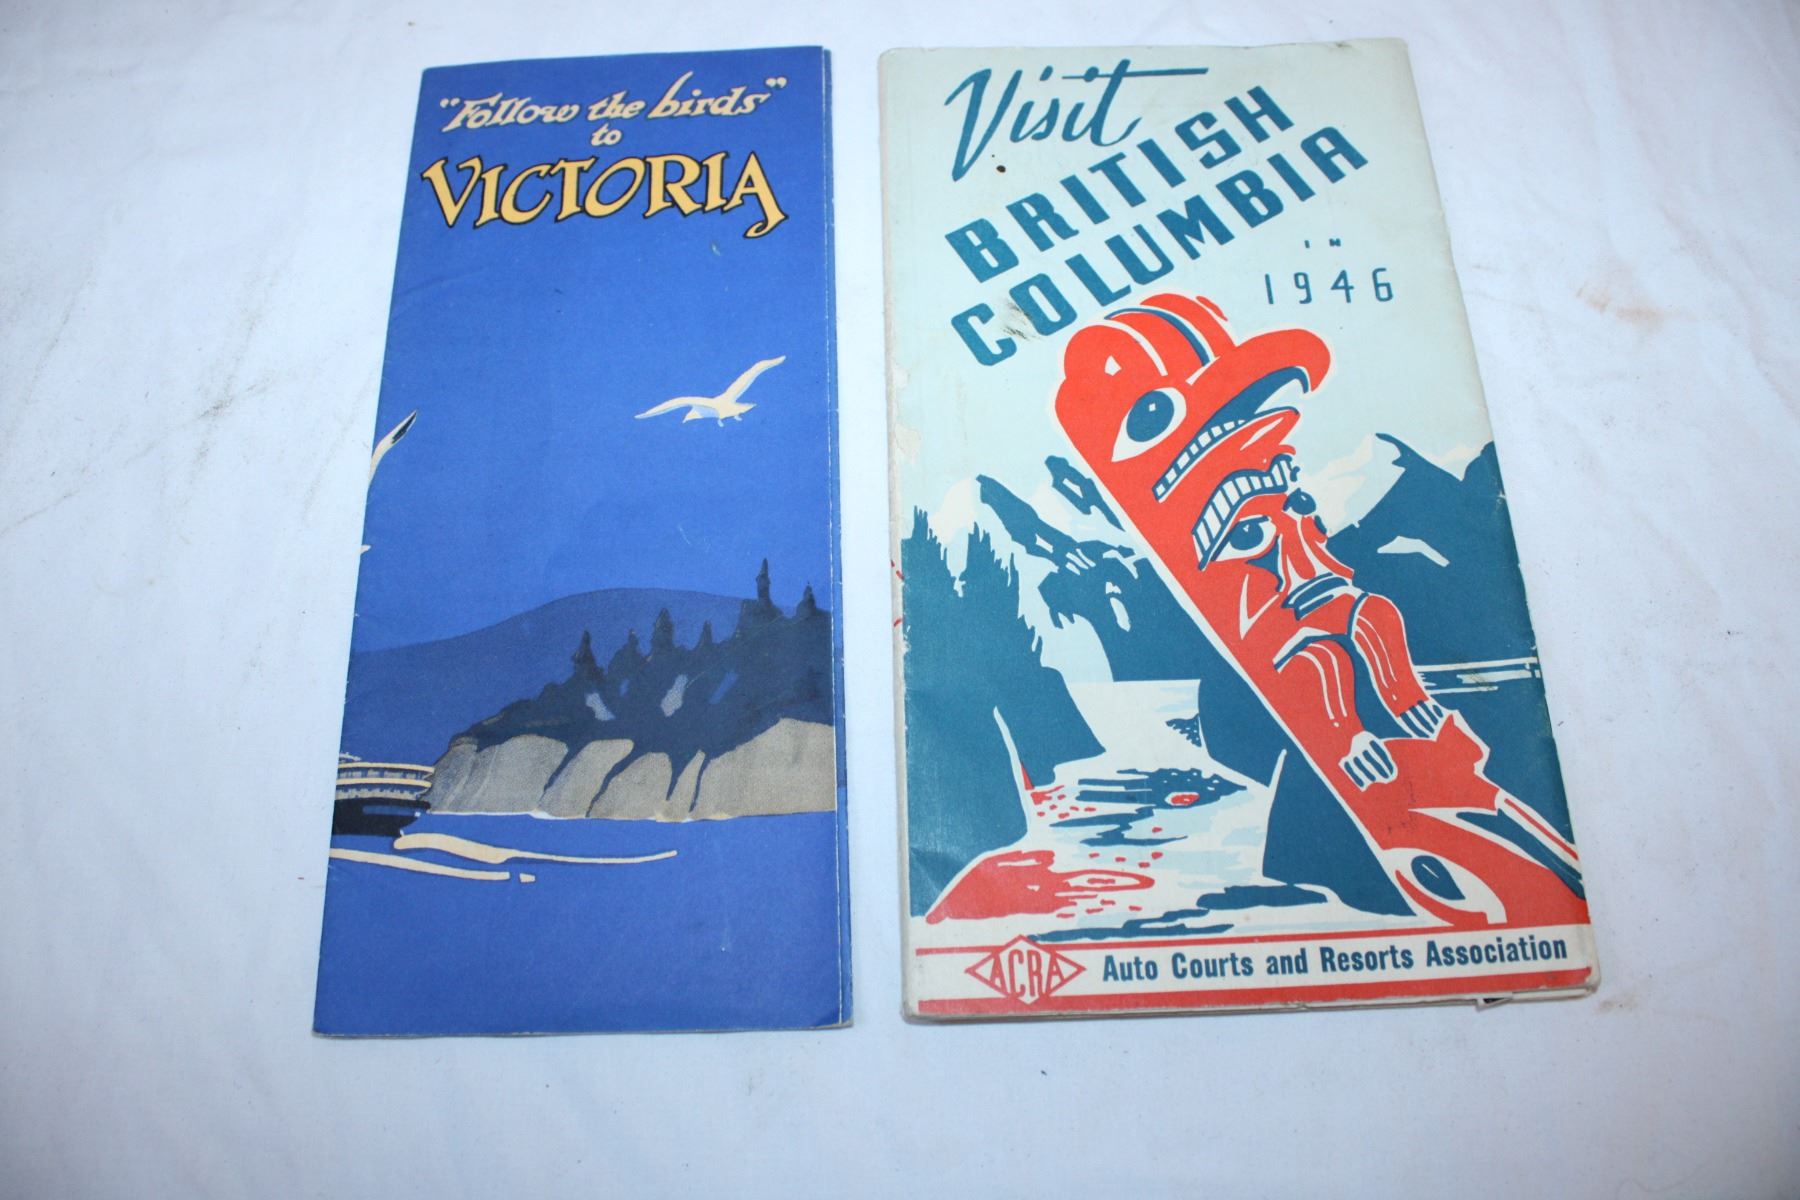 "Follow the birds"
to
VICTORIA
Visit
BRITISH
COLUMBIA
IN
1946
ACRA Auto Courts and Resorts Association